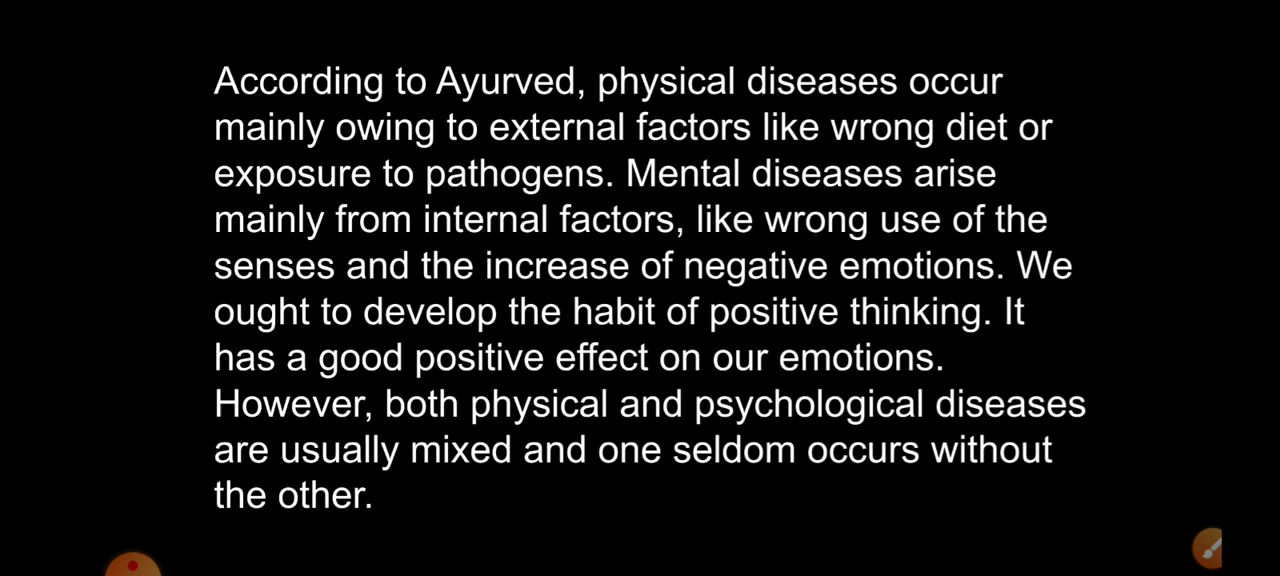 According to Ayurved, physical diseases occur
mainly owing to external factors like wrong diet or
exposure to pathogens. Mental diseases arise
mainly from internal factors, like wrong use of the
senses and the increase of negative emotions. We
ought to develop the habit of positive thinking. It
has a good positive effect on our emotions.
However, both physical and psychological diseases
are usually mixed and one seldom occurs without
the other.